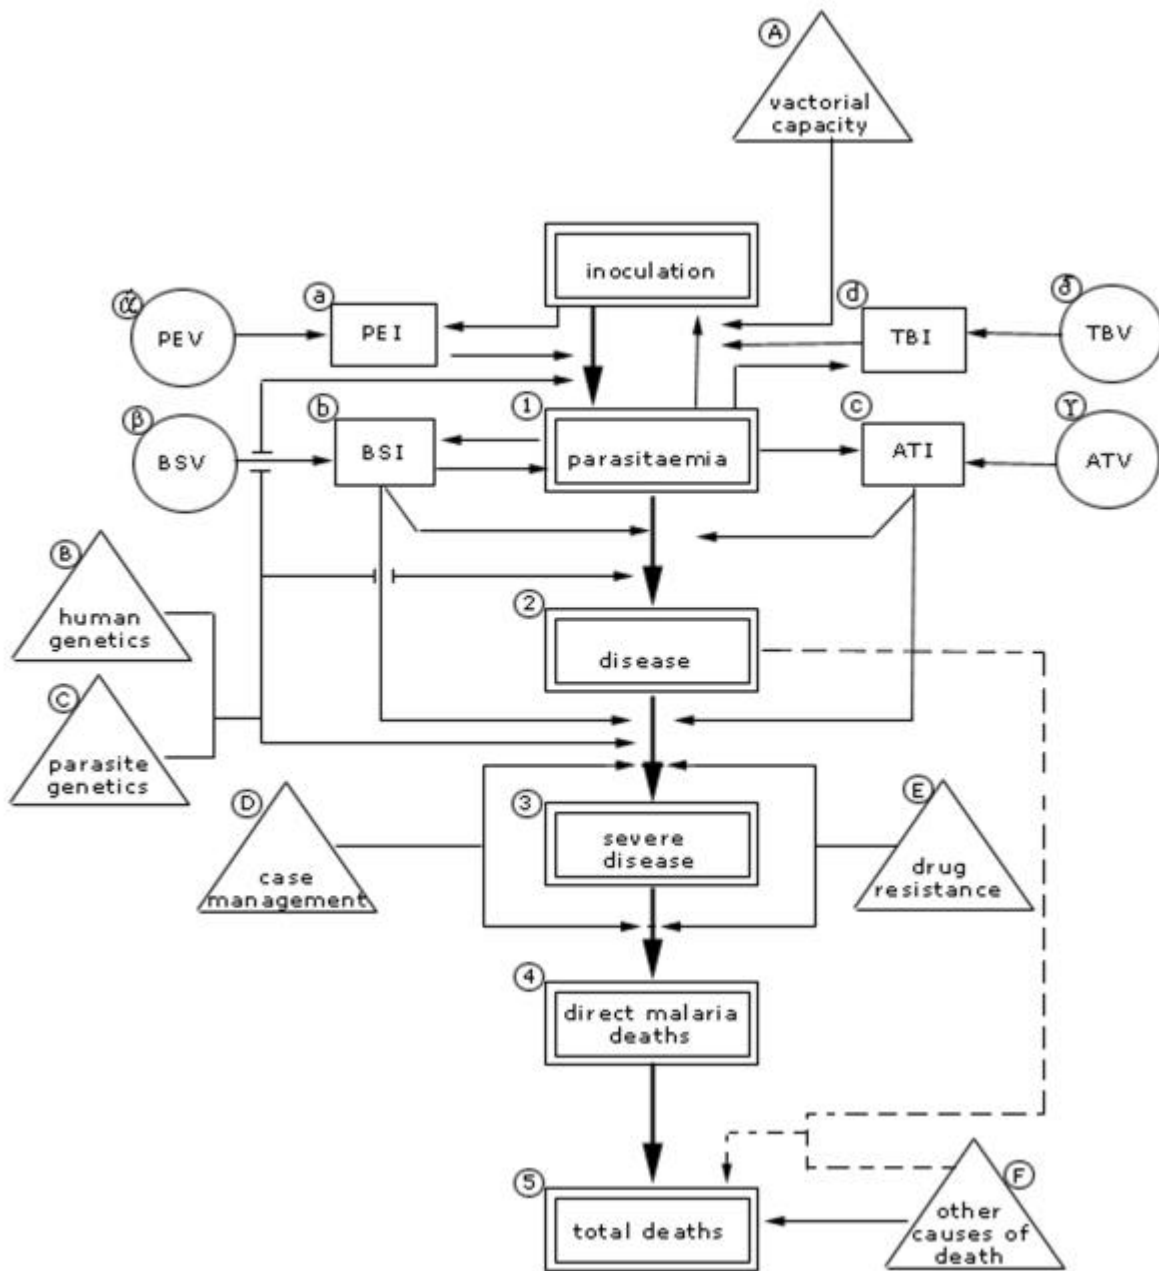 A
vactorial
capacity
inoculation
ά
PEV
a
PEI
d
TBI
δ
TBV
β
BSV
b
BSI
1
parasitaemia
c
ATI
γ
ATV
B
human
genetics
2
disease
C
parasite
genetics
D
case
management
3
severe
disease
E
drug
resistance
4
direct malaria
deaths
5
total deaths
F
other
causes of
death